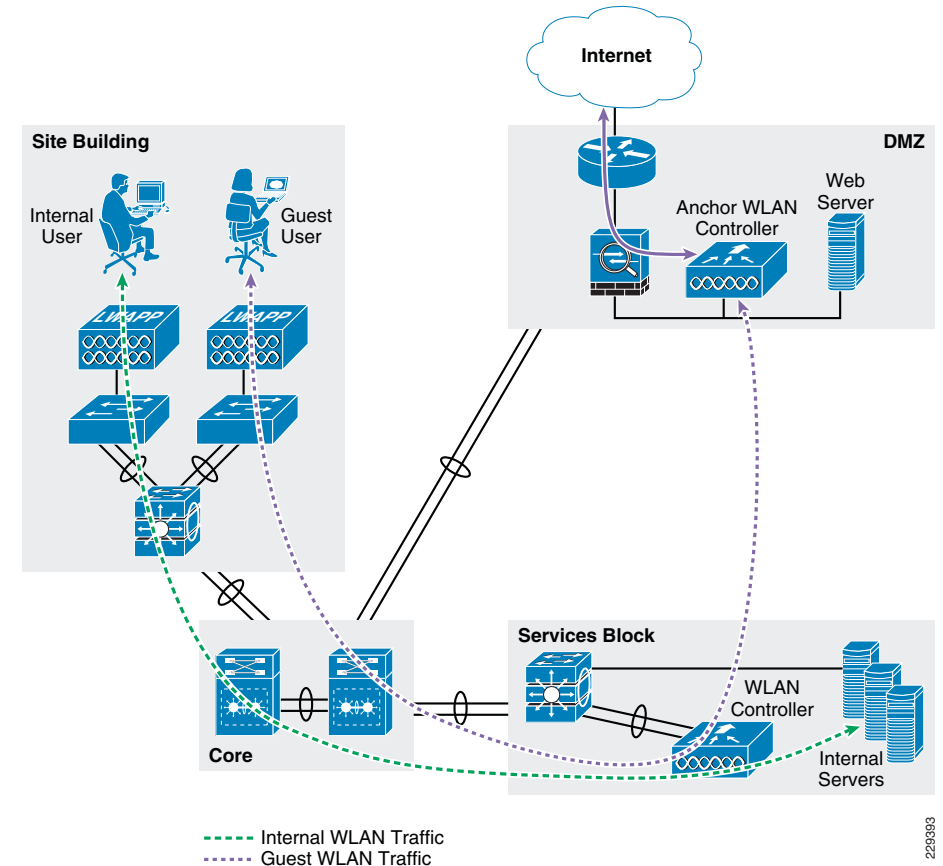 Internet
Site Building
DMZ
Internal
User
Guest
User
Anchor WLAN
Controller
Web
Server
LWAPP
LWAPP
Services Block
WLAN
Controller
Internal
Servers
Core
Internal WLAN Traffic
Guest WLAN Traffic
229393